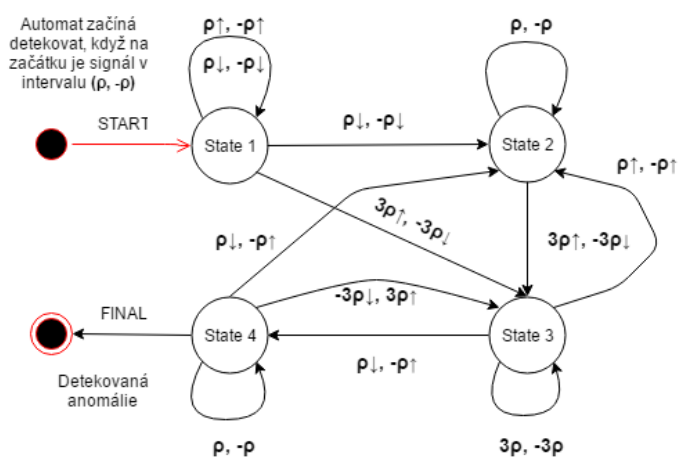 Automat začíná
detekovat, když na
začátku je signál v
intervalu (ρ, -ρ)
ρ↑, -ρ↑
ρ↓, -ρ↓
ρ, -ρ
START
State 1
ρ↓, -ρ↓
State 2
ρ↑, -ρ↑
3ρ↑, -3ρ↓
ρ↓, -ρ↑
3ρ↑, -3ρ↓
-3ρ↓, 3ρ↑
FINAL
State 4
State 3
ρ↓, -ρ↑
Detekovaná
anomálie
ρ, -ρ
3ρ, -3ρ